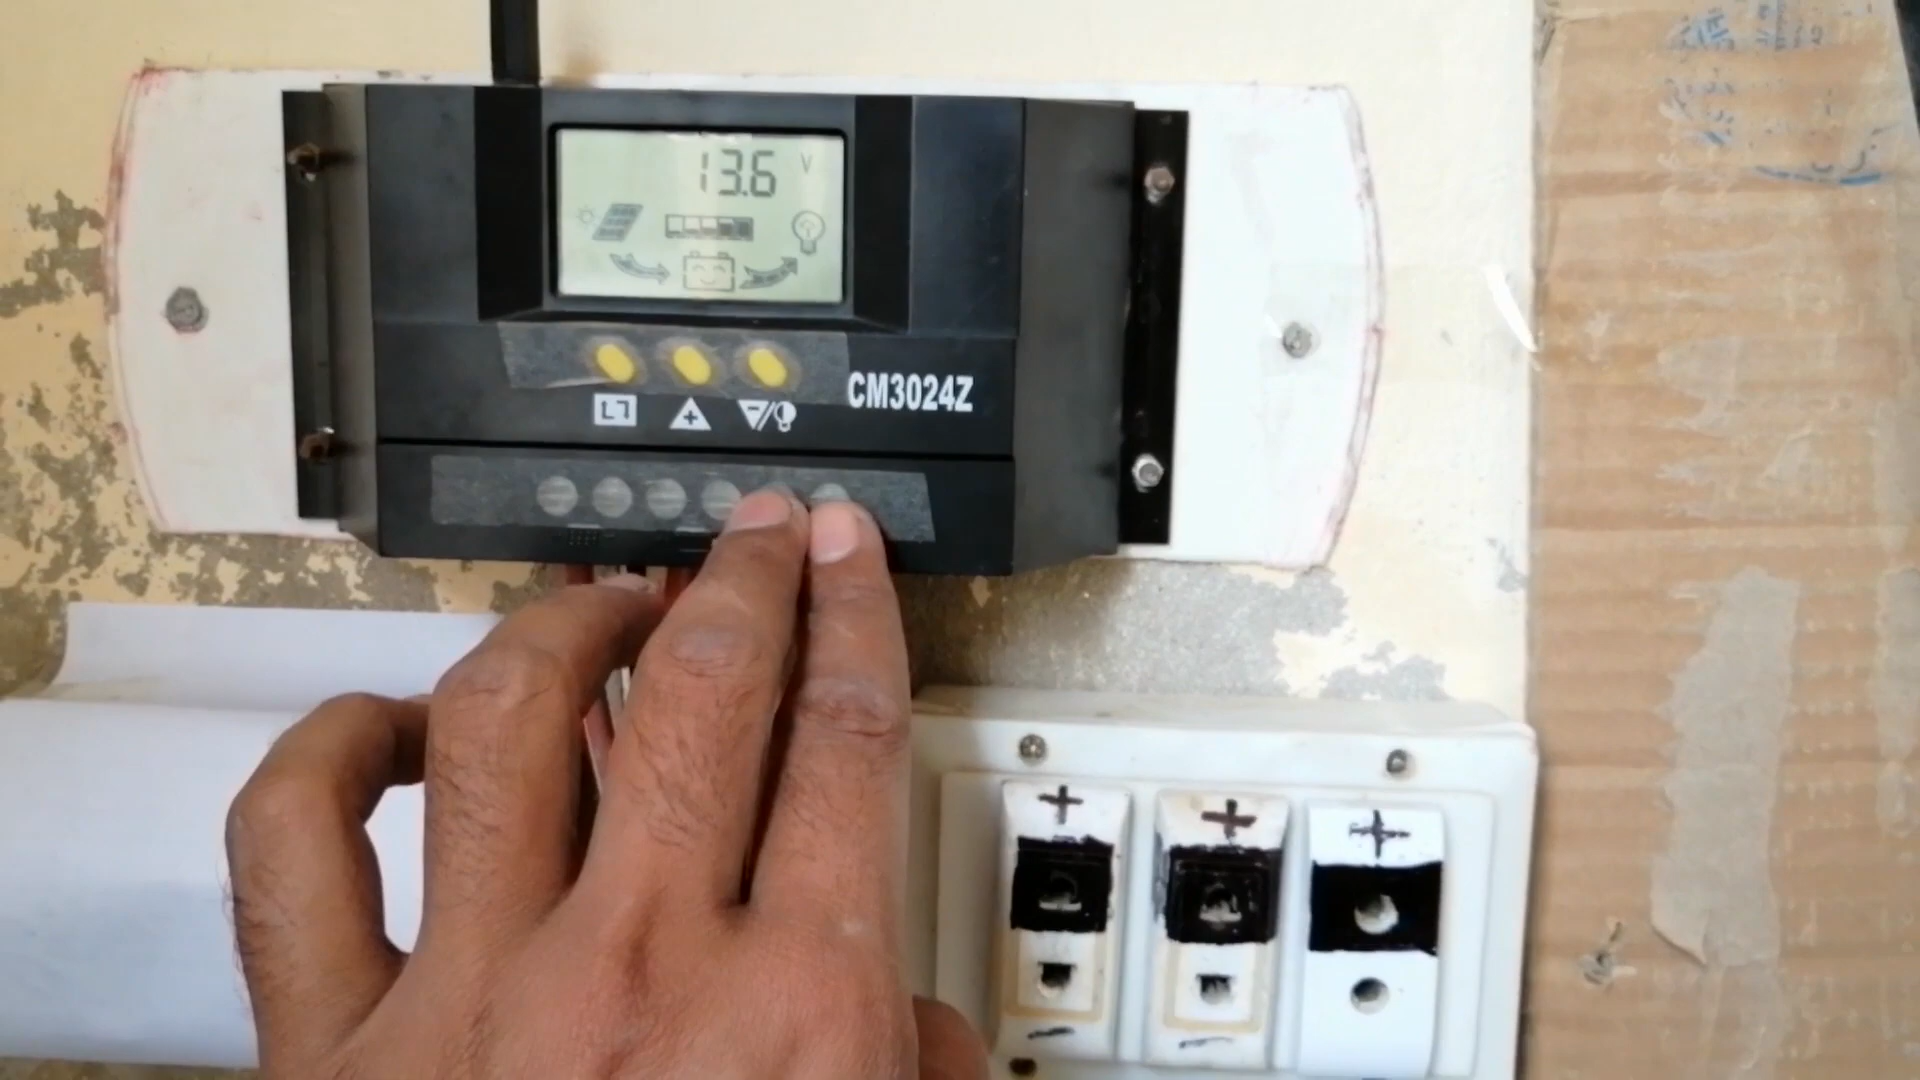 13.6 V
CM3024Z
+
−/
+ + +
- -